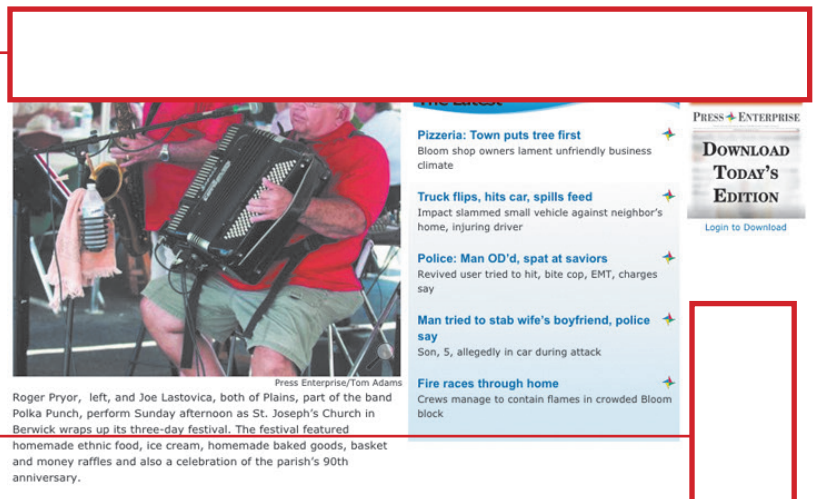 The Latest
Pizzeria: Town puts tree first
Bloom shop owners lament unfriendly business
climate
Truck flips, hits car, spills feed
Impact slammed small vehicle against neighbor's
home, injuring driver
Police: Man OD'd, spat at saviors
Revived user tried to hit, bite cop, EMT, charges
say
Man tried to stab wife's boyfriend, police
say
Son, 5, allegedly in car during attack
Fire races through home
Crews manage to contain flames in crowded Bloom
block
PRESS ENTERPRISE
DOWNLOAD
TODAY'S
EDITION
Login to Download
Press Enterprise/Tom Adams
Roger Pryor, left, and Joe Lastovica, both of Plains, part of the band
Polka Punch, perform Sunday afternoon as St. Joseph's Church in
Berwick wraps up its three-day festival. The festival featured
homemade ethnic food, ice cream, homemade baked goods, basket
and money raffles and also a celebration of the parish's 90th
anniversary.